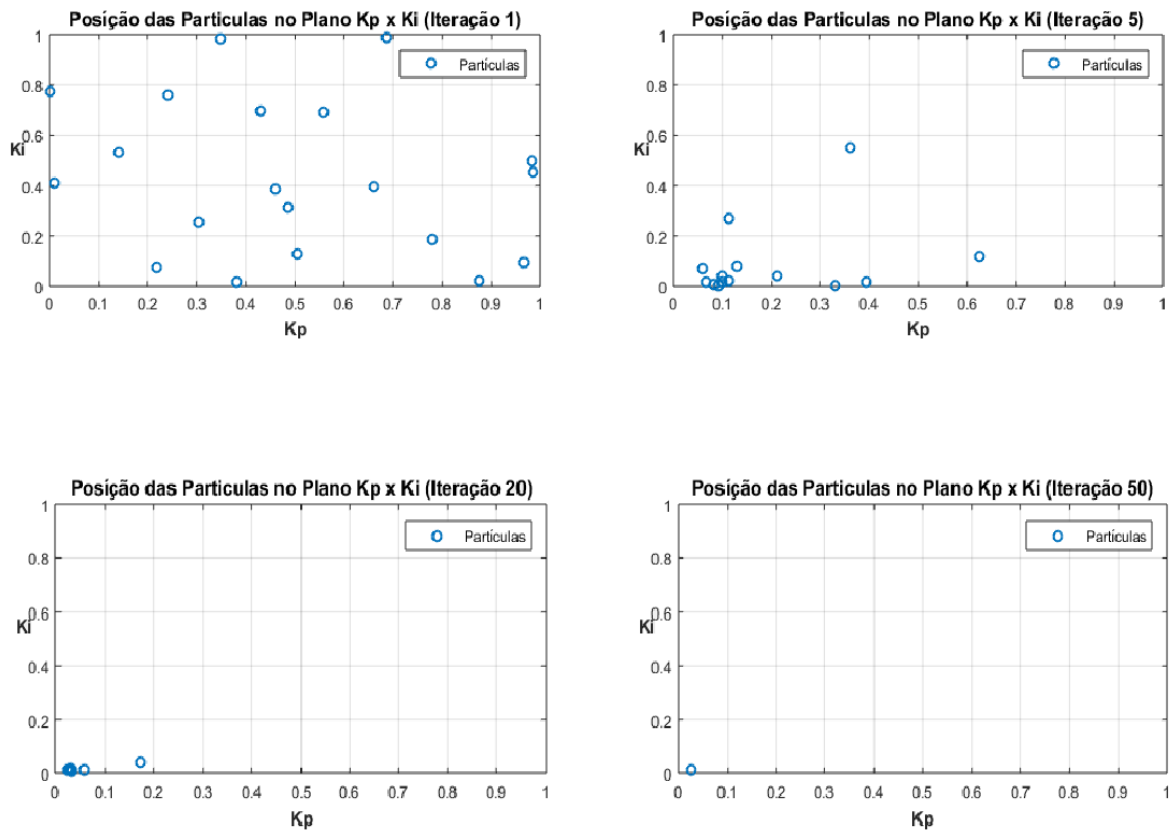 Posição das Particulas no Plano Kp x Ki (Iteração 1)
1
0.8
0.6
Ki
0.4
0.2
0
0 0.1 0.2 0.3 0.4 0.5 0.6 0.7 0.8 0.9 1
Kp
Partículas
Posição das Particulas no Plano Kp x Ki (Iteração 5)
1
0.8
0.6
Ki
0.4
0.2
0
0 0.1 0.2 0.3 0.4 0.5 0.6 0.7 0.8 0.9 1
Kp
Partículas
Posição das Particulas no Plano Kp x Ki (Iteração 20)
1
0.8
0.6
Ki
0.4
0.2
0
0 0.1 0.2 0.3 0.4 0.5 0.6 0.7 0.8 0.9 1
Kp
Partículas
Posição das Particulas no Plano Kp x Ki (Iteração 50)
1
0.8
0.6
Ki
0.4
0.2
0
0 0.1 0.2 0.3 0.4 0.5 0.6 0.7 0.8 0.9 1
Kp
Partículas